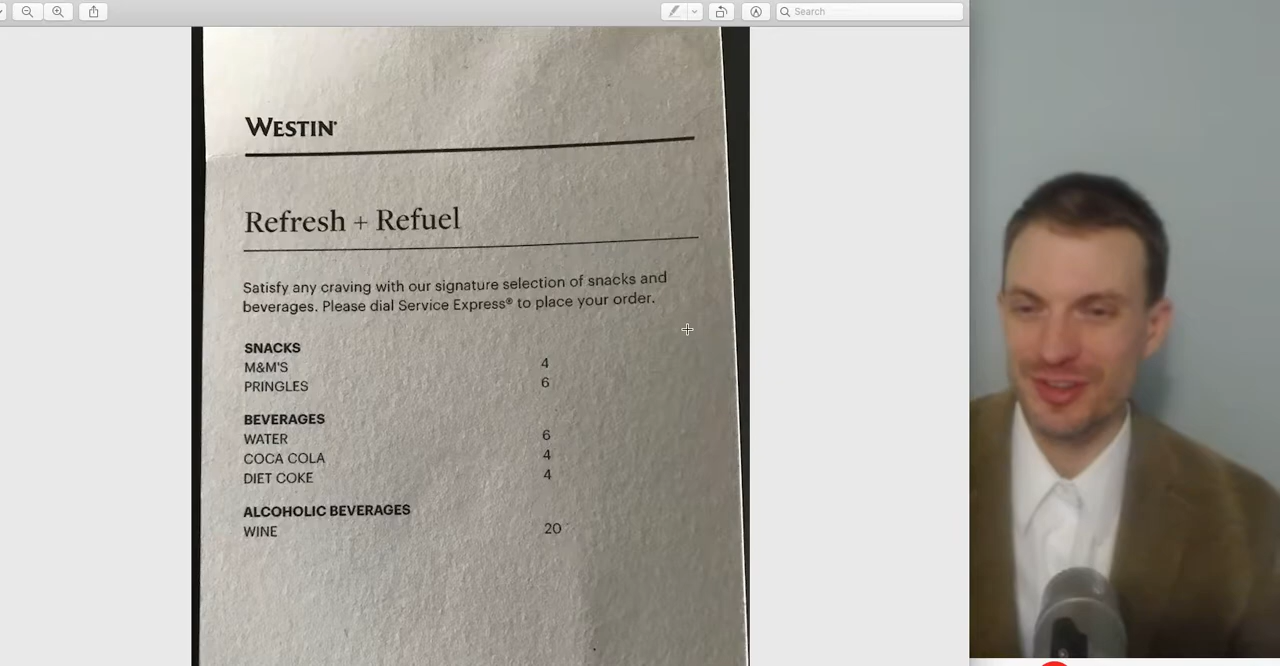 Search
WESTIN®
Refresh + Refuel
Satisfy any craving with our signature selection of snacks and
beverages. Please dial Service Express® to place your order.
SNACKS
M&M'S 4
PRINGLES 6
BEVERAGES
WATER 6
COCA COLA 4
DIET COKE 4
ALCOHOLIC BEVERAGES
WINE 20